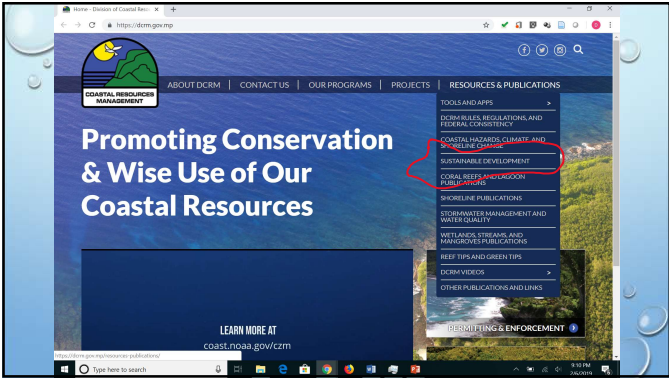 Home - Division of Coastal Resou
https://dcrm.gov.mp
COASTAL RESOURCES
MANAGEMENT
ABOUT DCRM
CONTACT US
OUR PROGRAMS
PROJECTS
RESOURCES & PUBLICATIONS
TOOLS AND APPS >
DCRM RULES, REGULATIONS, AND
FEDERAL CONSISTENCY
COASTAL HAZARDS, CLIMATE, AND
SHORELINE CHANGE
SUSTAINABLE DEVELOPMENT
CORAL REEFS AND LAGOON
PUBLICATIONS
SHORELINE PUBLICATIONS
STORMWATER MANAGEMENT AND
WATER QUALITY
WETLANDS, STREAMS, AND
MANGROVES PUBLICATIONS
REEF TIPS AND GREEN TIPS
DCRM VIDEOS >
OTHER PUBLICATIONS AND LINKS
Promoting Conservation
& Wise Use of Our
Coastal Resources
LEARN MORE AT
coast.noaa.gov/czm
PERMITTING & ENFORCEMENT
https://dcrm.gov.mp/resources-publications/
Type here to search
9:10 PM
2/6/2019